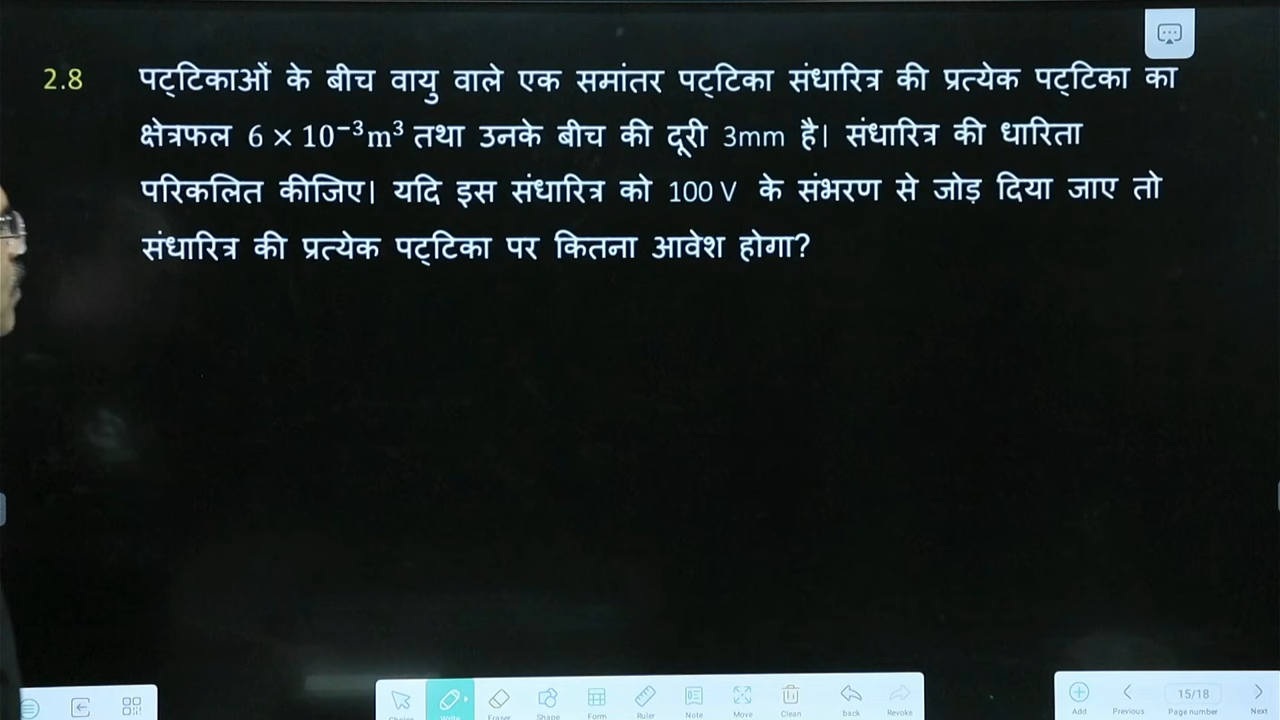 2.8 पट्टिकाओं के बीच वायु वाले एक समांतर पट्टिका संधारित्र की प्रत्येक पट्टिका का
क्षेत्रफल 6 × 10⁻³m³ तथा उनके बीच की दूरी 3mm है। संधारित्र की धारिता
परिकलित कीजिए। यदि इस संधारित्र को 100 V के संभरण से जोड़ दिया जाए तो
संधारित्र की प्रत्येक पट्टिका पर कितना आवेश होगा?
Write Eraser Shape Form Ruler Note Move Clean back Revoke
15/18
Add Previous Page number Next